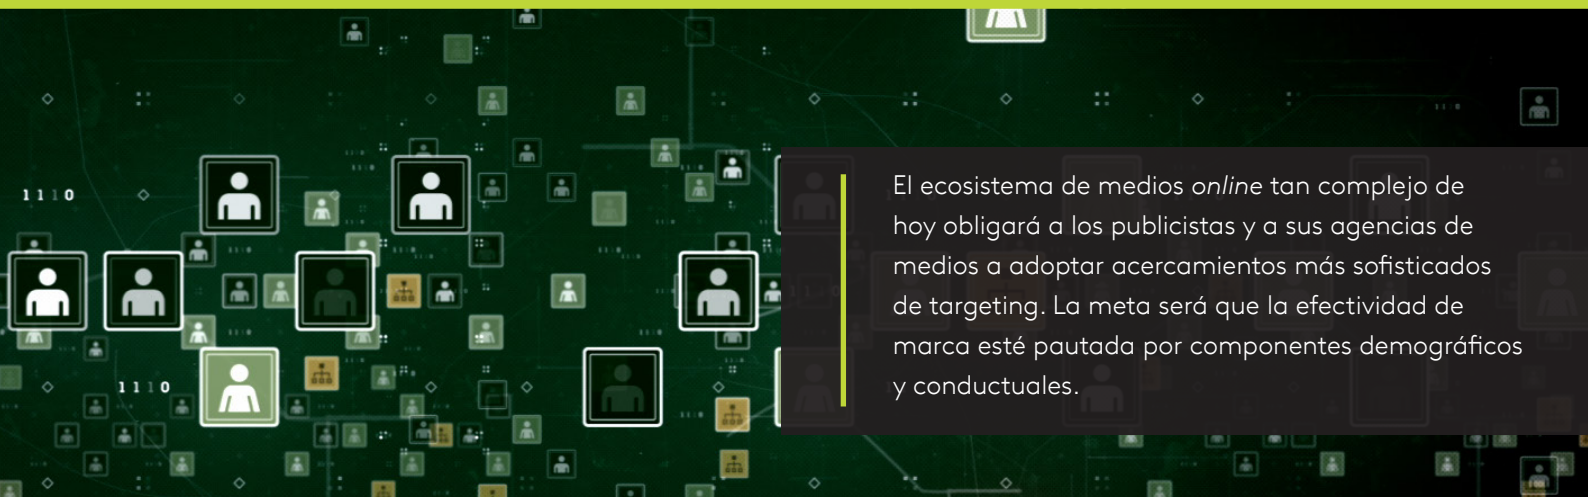 1110
1110
1110
El ecosistema de medios online tan complejo de
hoy obligará a los publicistas y a sus agencias de
medios a adoptar acercamientos más sofisticados
de targeting. La meta será que la efectividad de
marca esté pautada por componentes demográficos
y conductuales.